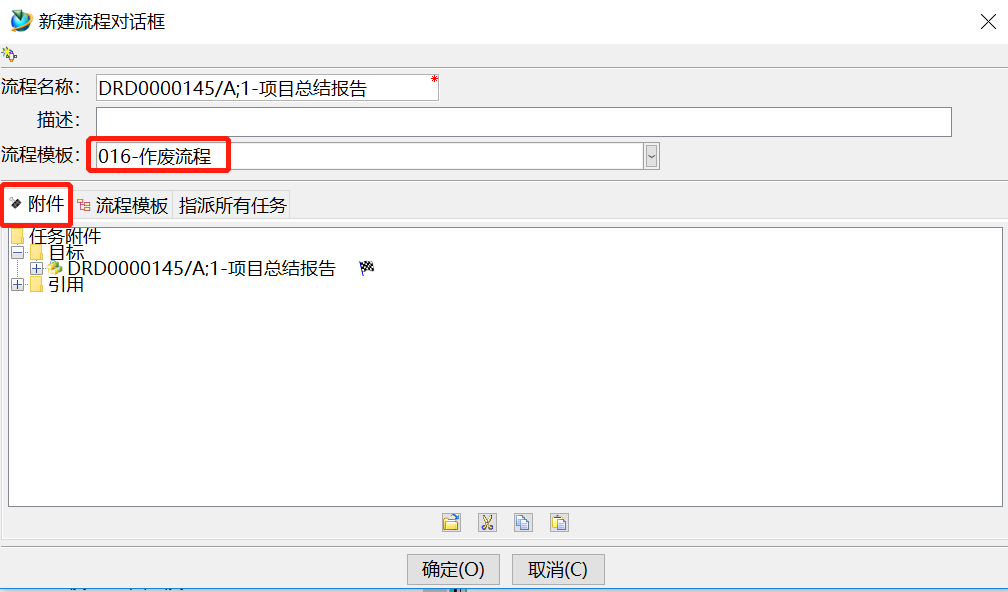 新建流程对话框
流程名称: DRD0000145/A;1-项目总结报告 *
描述:
流程模板: 016-作废流程
附件 流程模板 指派所有任务
任务附件
目标
DRD0000145/A;1-项目总结报告
引用
确定(O) 取消(C)